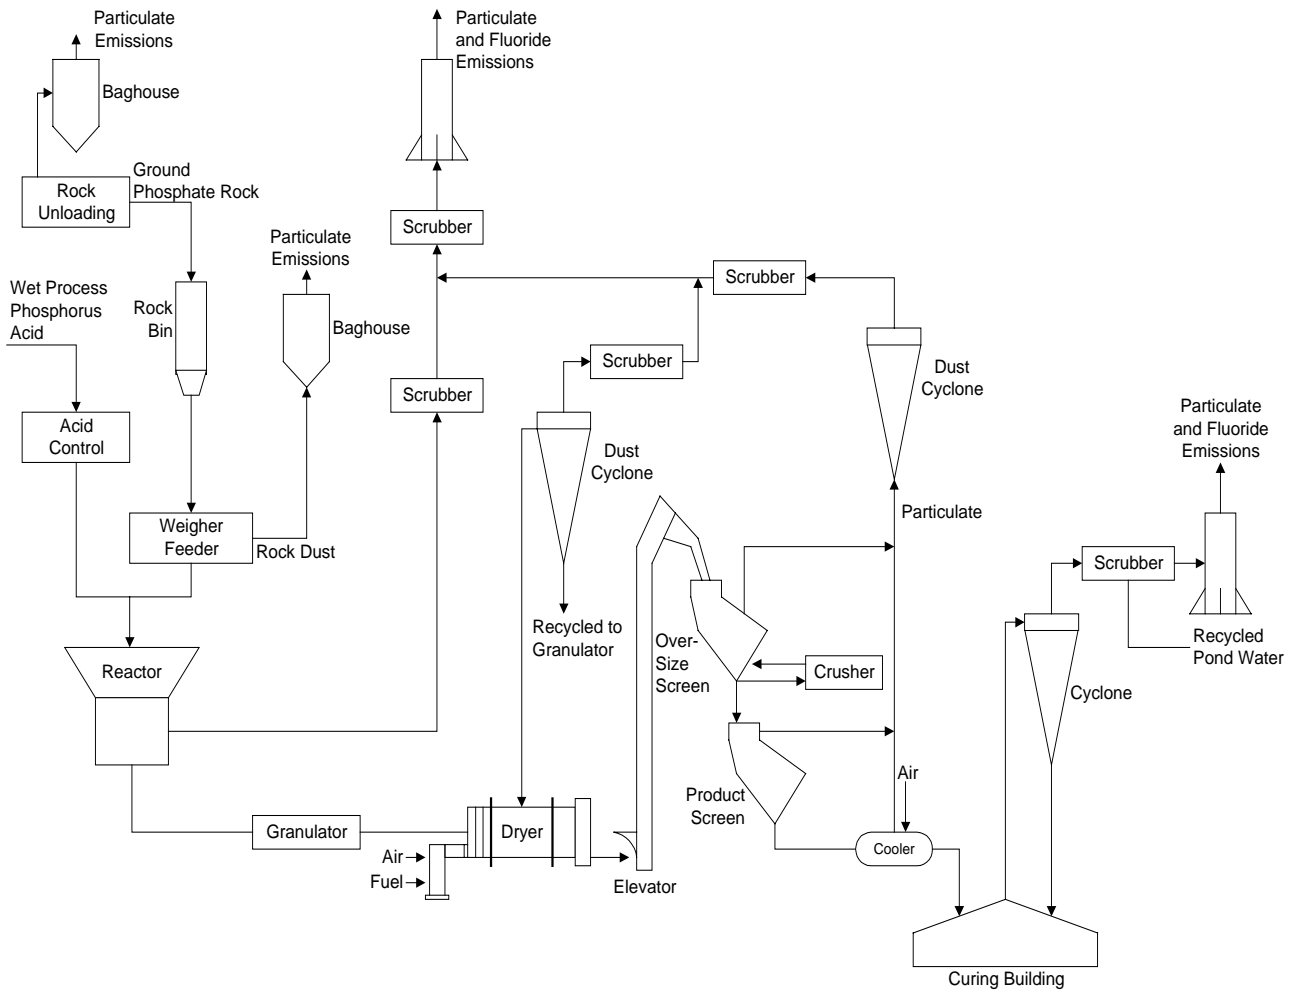 Particulate
Emissions
Particulate
and Fluoride
Emissions
Baghouse
Ground
Phosphate Rock
Rock
Unloading
Scrubber
Particulate
Emissions
Scrubber
Wet Process
Phosphorus
Acid
Rock
Bin
Baghouse
Scrubber
Dust
Cyclone
Scrubber
Particulate
and Fluoride
Emissions
Acid
Control
Dust
Cyclone
Particulate
Weigher
Feeder
Rock Dust
Scrubber
Recycled to
Granulator
Over-
Size
Screen
Recycled
Pond Water
Reactor
Crusher
Cyclone
Air
Product
Screen
Granulator
Dryer
Cooler
Air
Fuel
Elevator
Curing Building